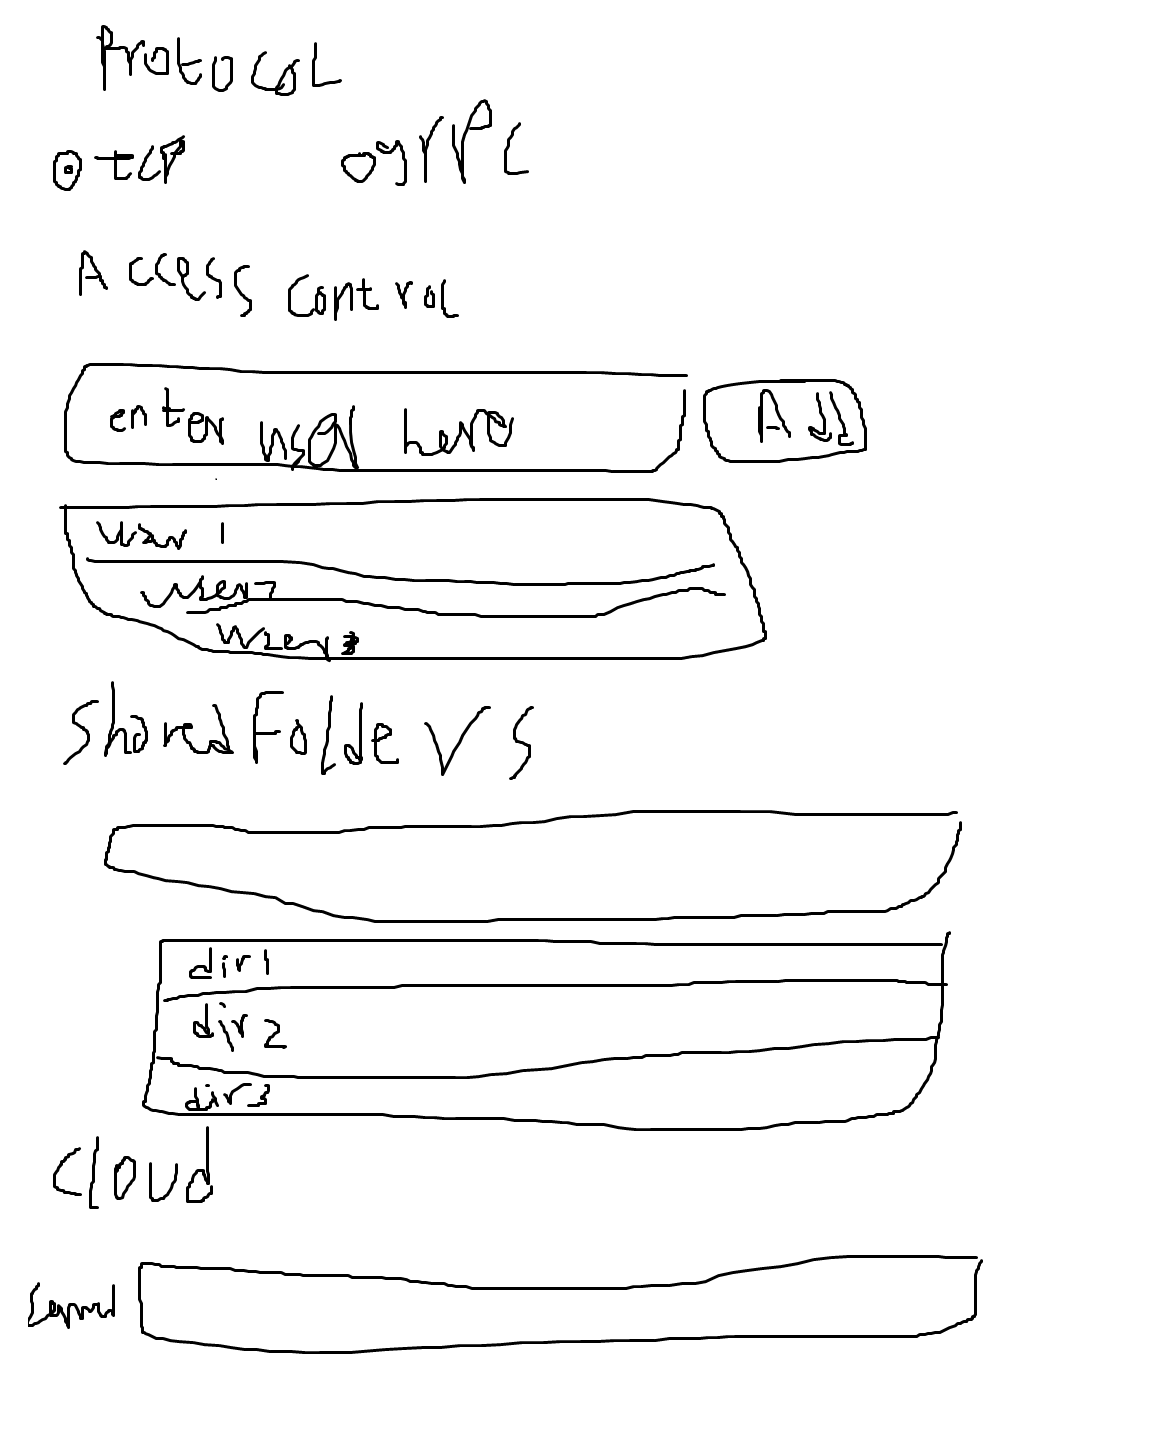 Protocol
tcp grpc
Access control
enter user here Add
user 1
user2
user3
Shared Folders
dir1
dir2
dir3
Cloud